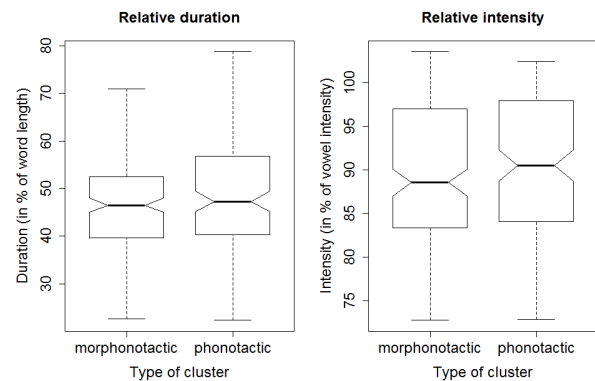 Relative duration
Duration (in % of word length)
80
70
60
50
40
30
morphonotactic
phonotactic
Type of cluster
Relative intensity
Intensity (in % of vowel intensity)
100
95
90
85
80
75
morphonotactic
phonotactic
Type of cluster